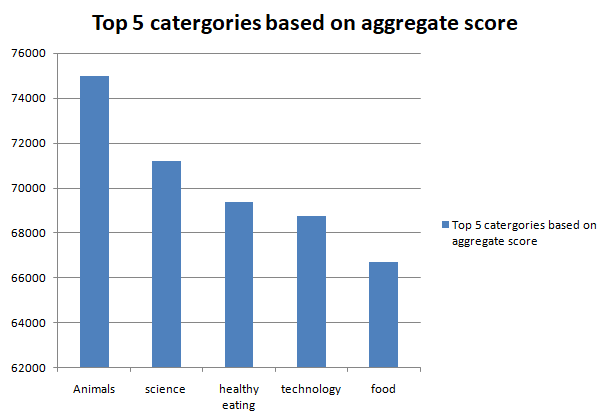 Top 5 catergories based on aggregate score
76000
74000
72000
70000
68000
66000
64000
62000
Animals
science
healthy
eating
technology
food
Top 5 catergories based on
aggregate score